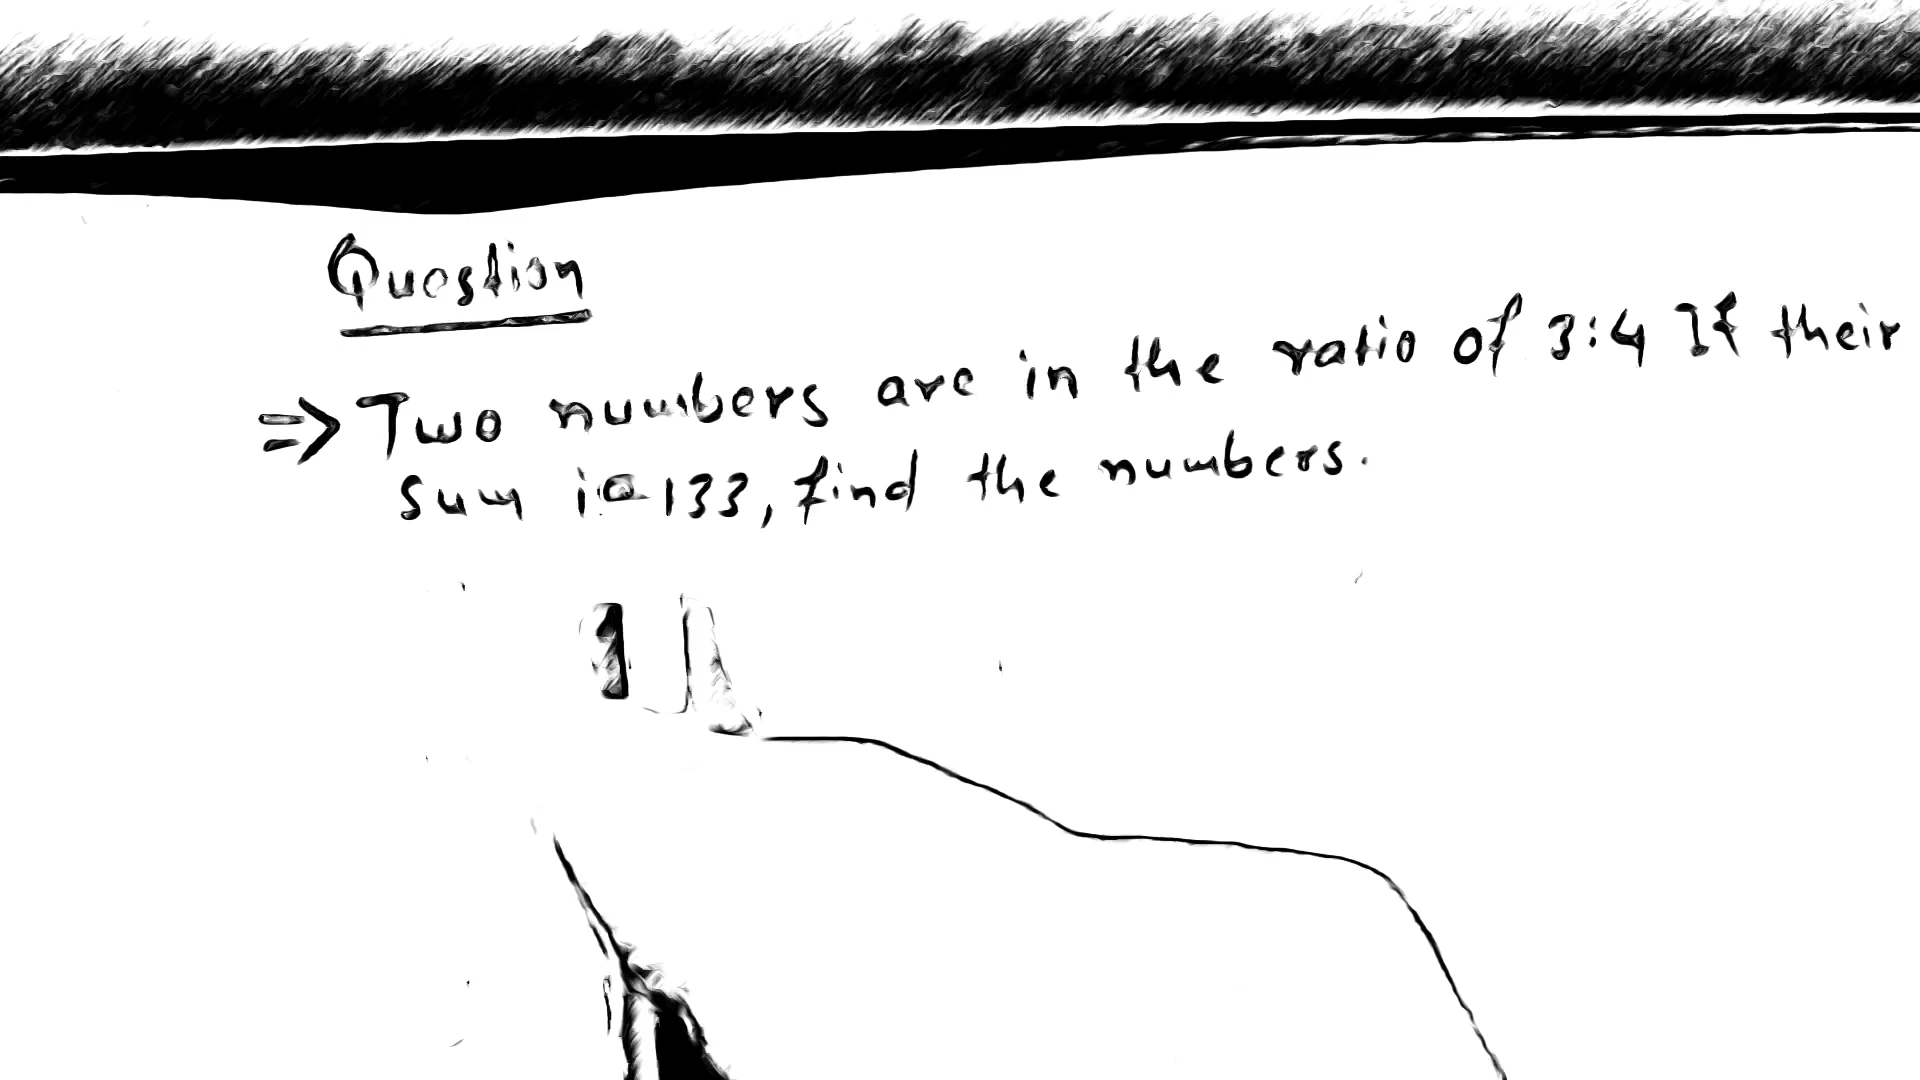 Question
⇒ Two numbers are in the ratio of 3:4 If their
sum is 133, find the numbers.